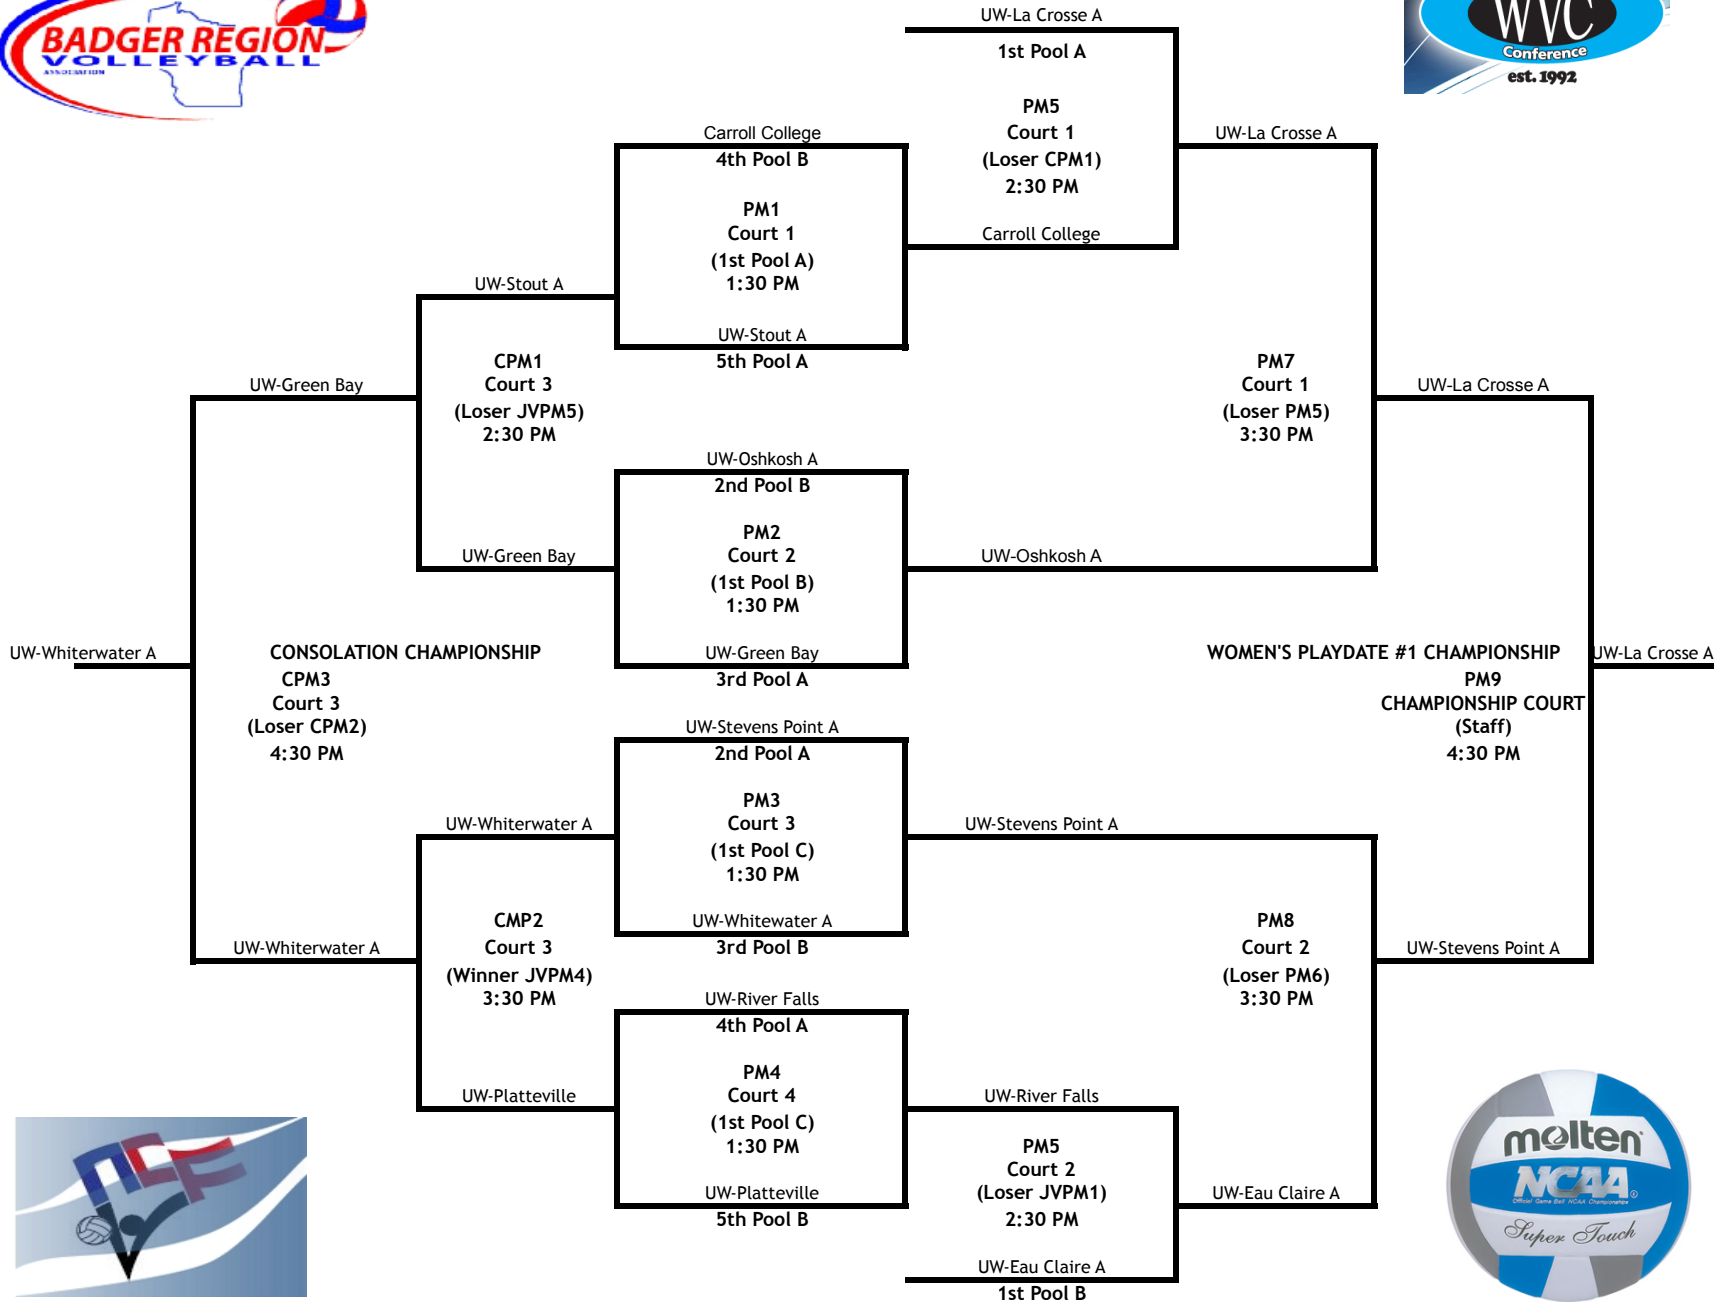 BADGER REGION
VOLLEYBALL
ASSOCIATION
WVC
Conference
est. 1992
UW-La Crosse A
1st Pool A
PM5
Court 1
(Loser CPM1)
2:30 PM
Carroll College
UW-La Crosse A
Carroll College
4th Pool B
PM1
Court 1
(1st Pool A)
1:30 PM
UW-Stout A
5th Pool A
UW-Stout A
CPM1
Court 3
(Loser JVPM5)
2:30 PM
UW-Green Bay
UW-Green Bay
UW-Oshkosh A
2nd Pool B
PM2
Court 2
(1st Pool B)
1:30 PM
UW-Green Bay
3rd Pool A
UW-Oshkosh A
PM7
Court 1
(Loser PM5)
3:30 PM
UW-La Crosse A
UW-Whiterwater A
CONSOLATION CHAMPIONSHIP
CPM3
Court 3
(Loser CPM2)
4:30 PM
WOMEN'S PLAYDATE #1 CHAMPIONSHIP
PM9
CHAMPIONSHIP COURT
(Staff)
4:30 PM
UW-La Crosse A
UW-Stevens Point A
2nd Pool A
PM3
Court 3
(1st Pool C)
1:30 PM
UW-Whitewater A
3rd Pool B
UW-Whiterwater A
UW-Stevens Point A
CMP2
Court 3
(Winner JVPM4)
3:30 PM
UW-Whiterwater A
PM8
Court 2
(Loser PM6)
3:30 PM
UW-Stevens Point A
UW-River Falls
4th Pool A
PM4
Court 4
(1st Pool C)
1:30 PM
UW-Platteville
5th Pool B
UW-Platteville
UW-River Falls
PM5
Court 2
(Loser JVPM1)
2:30 PM
UW-Eau Claire A
1st Pool B
UW-Eau Claire A
NCF
molten
NCAA
Official Game Ball NCAA Championships
Super Touch